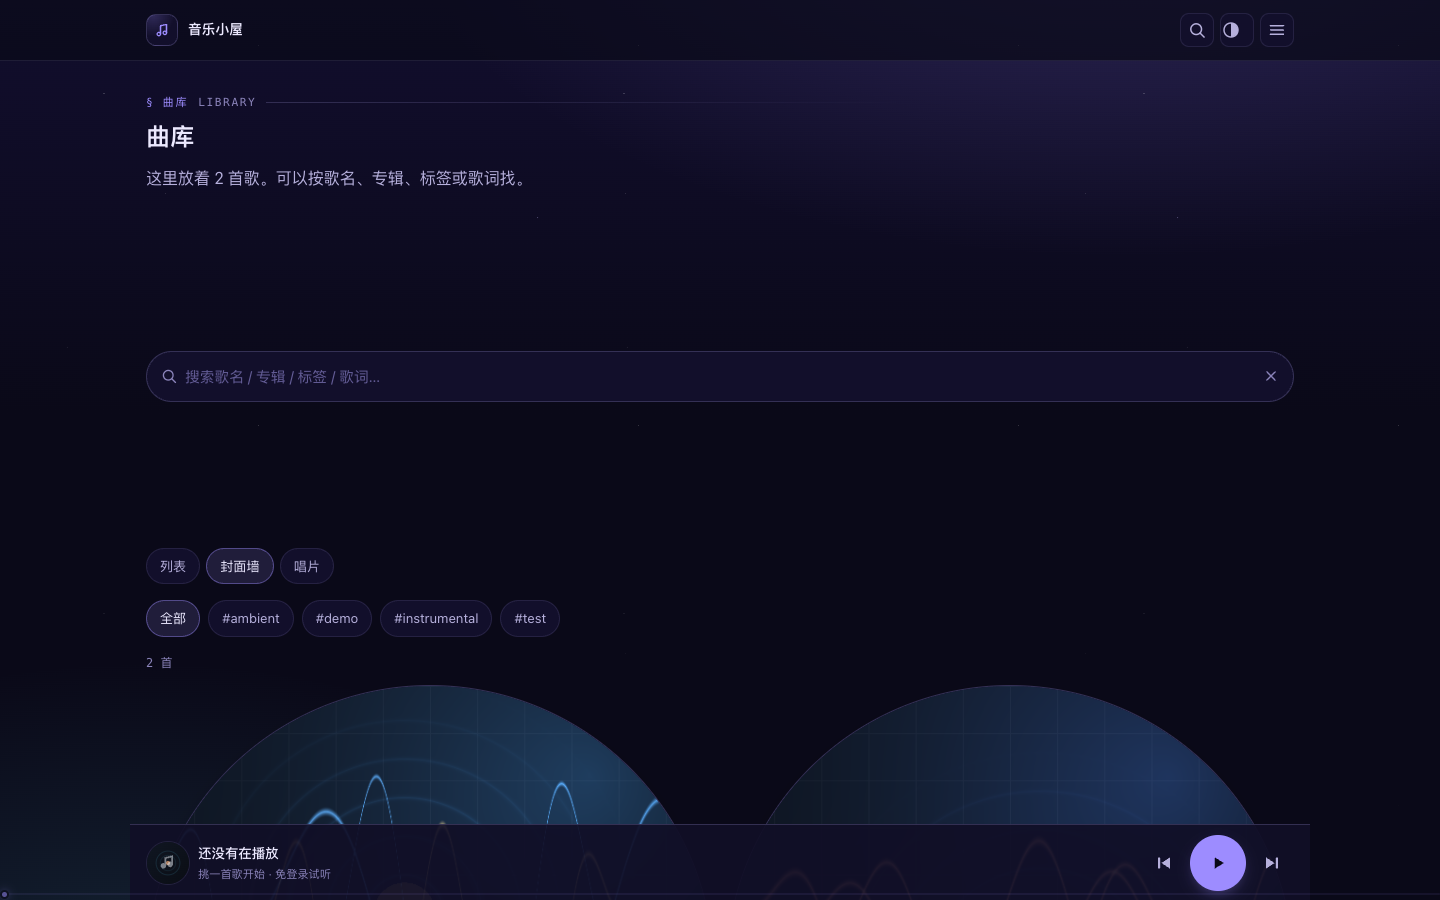 音乐小屋
§ 曲库 LIBRARY
曲库
这里放着 2 首歌。可以按歌名、专辑、标签或歌词找。
搜索歌名 / 专辑 / 标签 / 歌词...
列表 封面墙 唱片
全部 #ambient #demo #instrumental #test
2 首
还没有在播放
挑一首歌开始 · 免登录试听